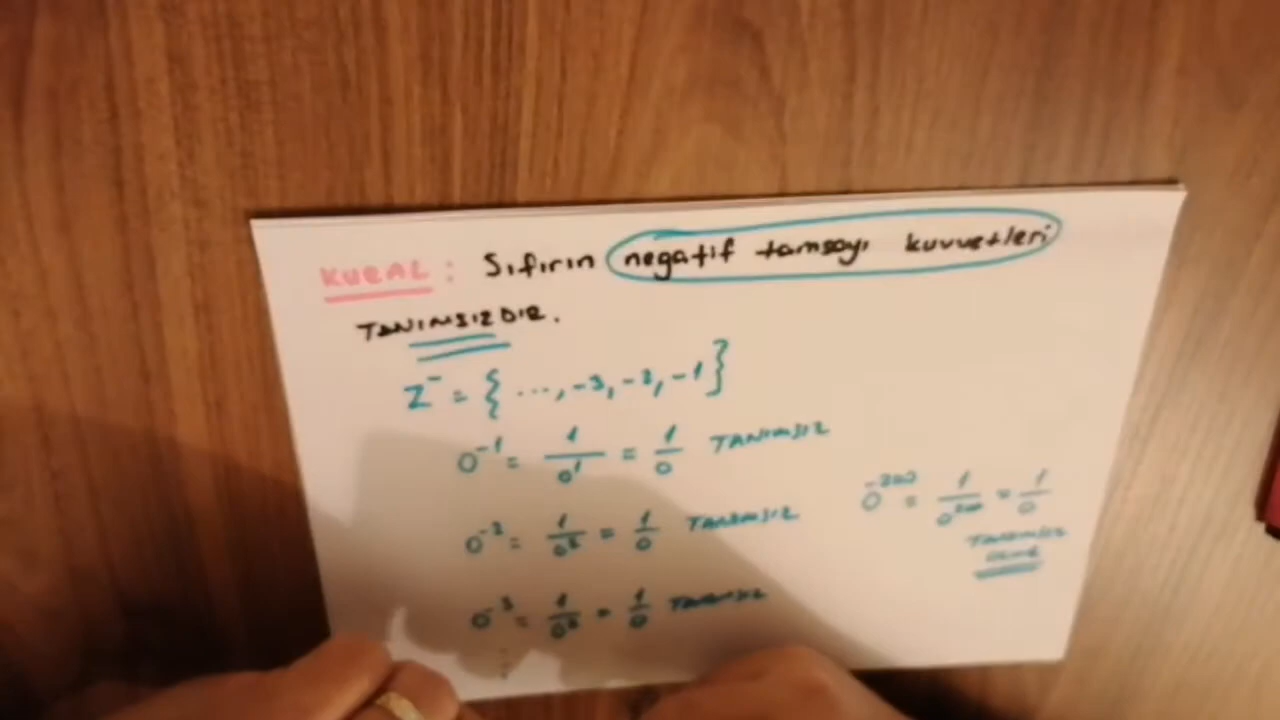 KURAL : Sıfırın negatif tamsayı kuvvetleri
TANIMSIZDIR.
Z⁻ = { ..., -3, -2, -1 }
0⁻¹ = 1/0¹ = 1/0 TANIMSIZ
0⁻² = 1/0² = 1/0 TANIMSIZ
0⁻³ = 1/0³ = 1/0 TANIMSIZ
⋮
0⁻²⁰⁰ = 1/0²⁰⁰ = 1/0
TANIMSIZ